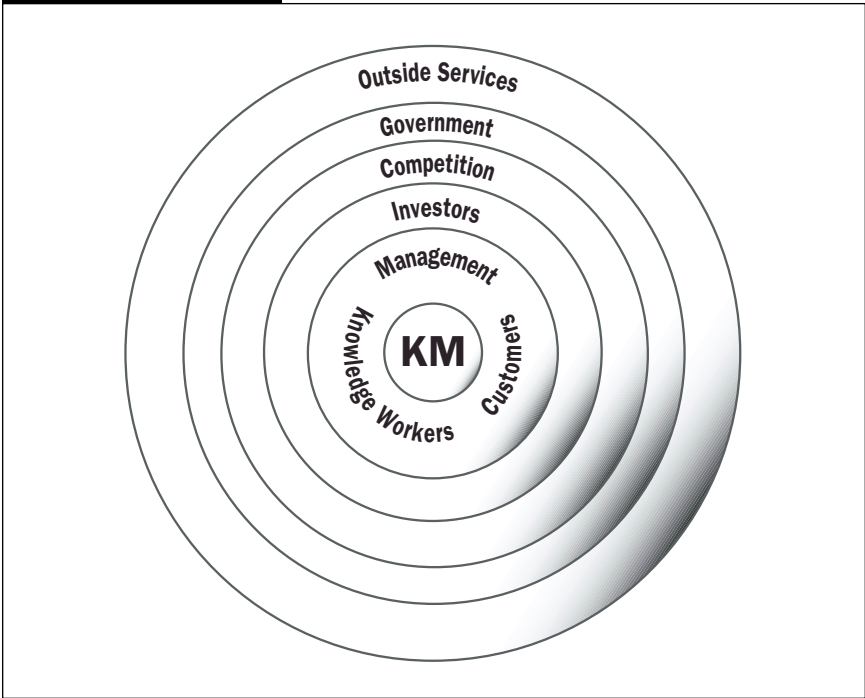 Outside Services
Government
Competition
Investors
Management
Knowledge Workers
Customers
KM